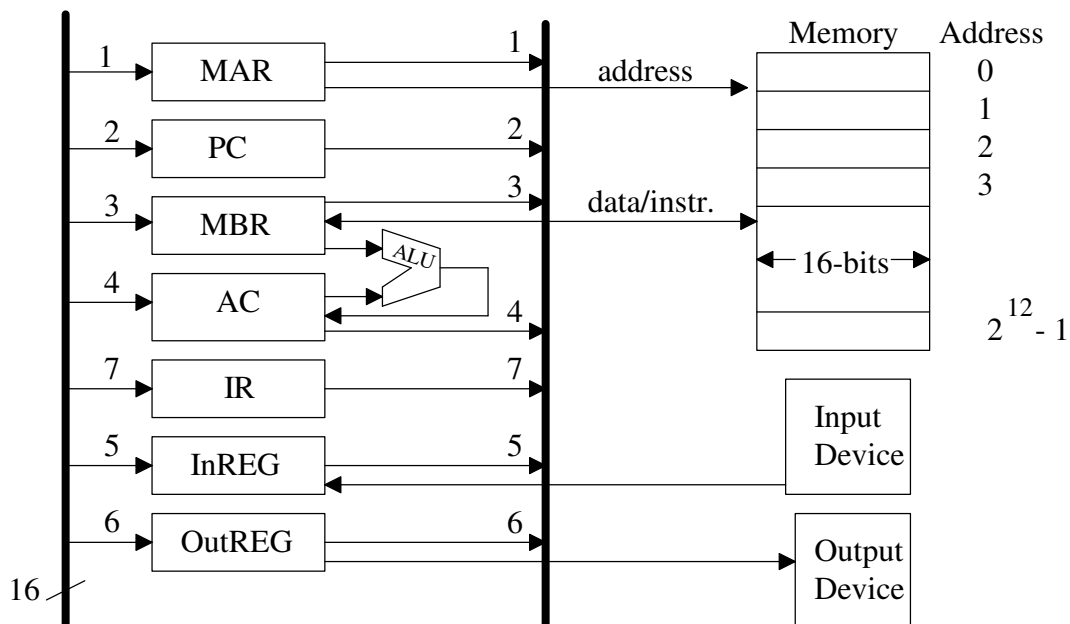 Memory Address
1 MAR 1 address 0
1
2 PC 2 2
3 MBR 3 data/instr. 3
ALU
16-bits
4 AC 4 2^12 - 1
7 IR 7
Input
Device
5 InREG 5
6 OutREG 6
Output
Device
16